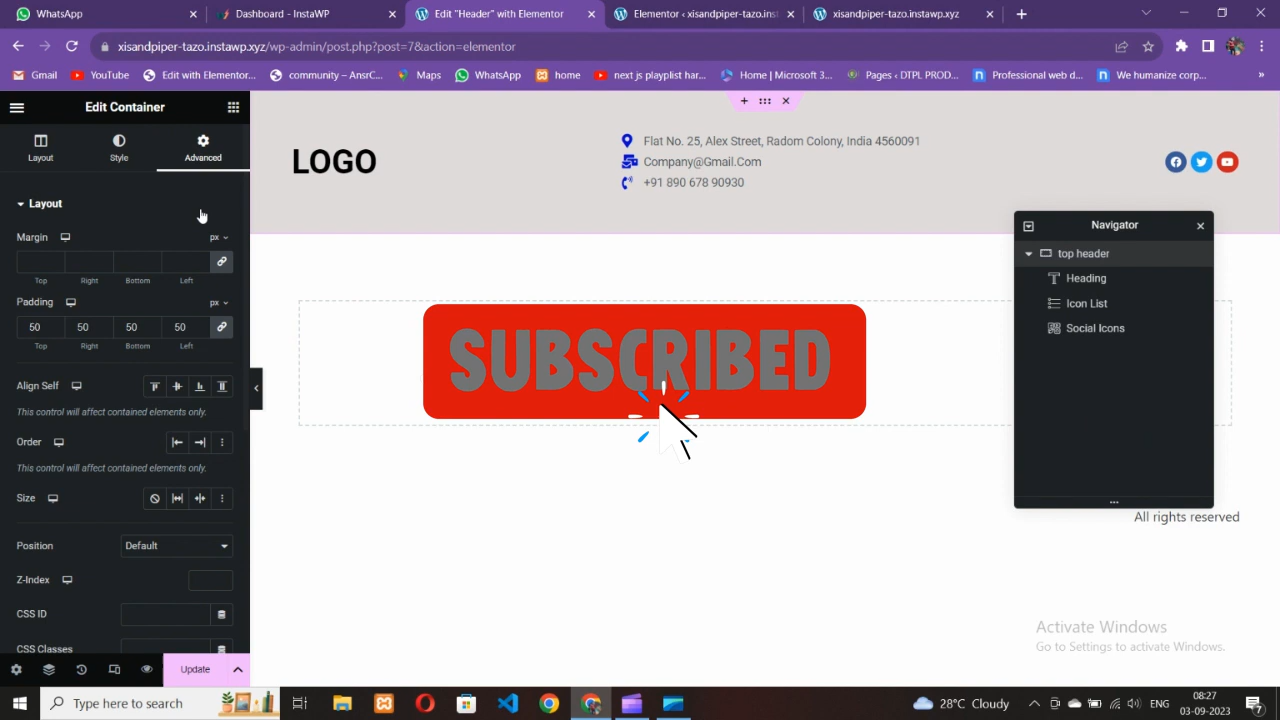 WhatsApp
Dashboard - InstaWP
Edit "Header" with Elementor
Elementor ‹ xisandpiper-tazo.inst
xisandpiper-tazo.instawp.xyz/
xisandpiper-tazo.instawp.xyz/wp-admin/post.php?post=7&action=elementor
Gmail
YouTube
Edit with Elementor...
community – AnsrC...
Maps
WhatsApp
home
next js playlist har...
Home | Microsoft 3...
Pages ‹ DTPL PROD...
Professional web d...
We humanize corp...
»
Edit Container
Layout
Style
Advanced
Layout
Margin
px
Top
Right
Bottom
Left
Padding
px
50
50
50
50
Top
Right
Bottom
Left
Align Self
This control will affect contained elements only.
Order
This control will affect contained elements only.
Size
Position
Default
Z-Index
CSS ID
CSS Classes
Update
LOGO
Flat No. 25, Alex Street, Radom Colony, India 4560091
Company@Gmail.Com
+91 890 678 90930
SUBSCRIBED
Navigator
top header
Heading
Icon List
Social Icons
All rights reserved
Activate Windows
Go to Settings to activate Windows.
Type here to search
28°C Cloudy
ENG
08:27
03-09-2023
7